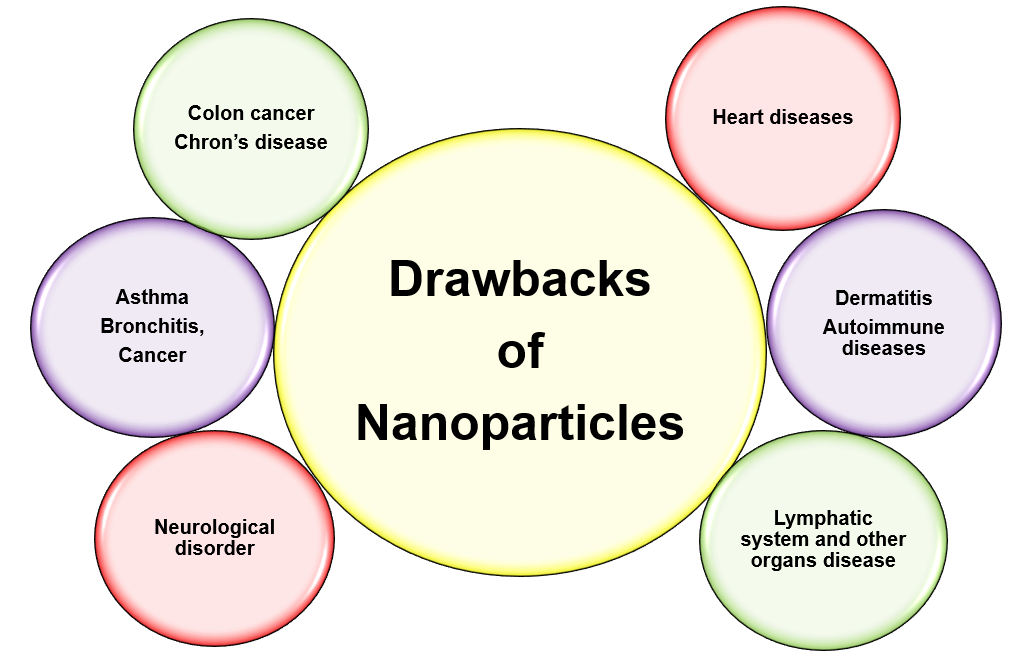 Colon cancer
Chron’s disease
Heart diseases
Asthma
Bronchitis,
Cancer
Drawbacks
of
Nanoparticles
Dermatitis
Autoimmune
diseases
Neurological
disorder
Lymphatic
system and other
organs disease